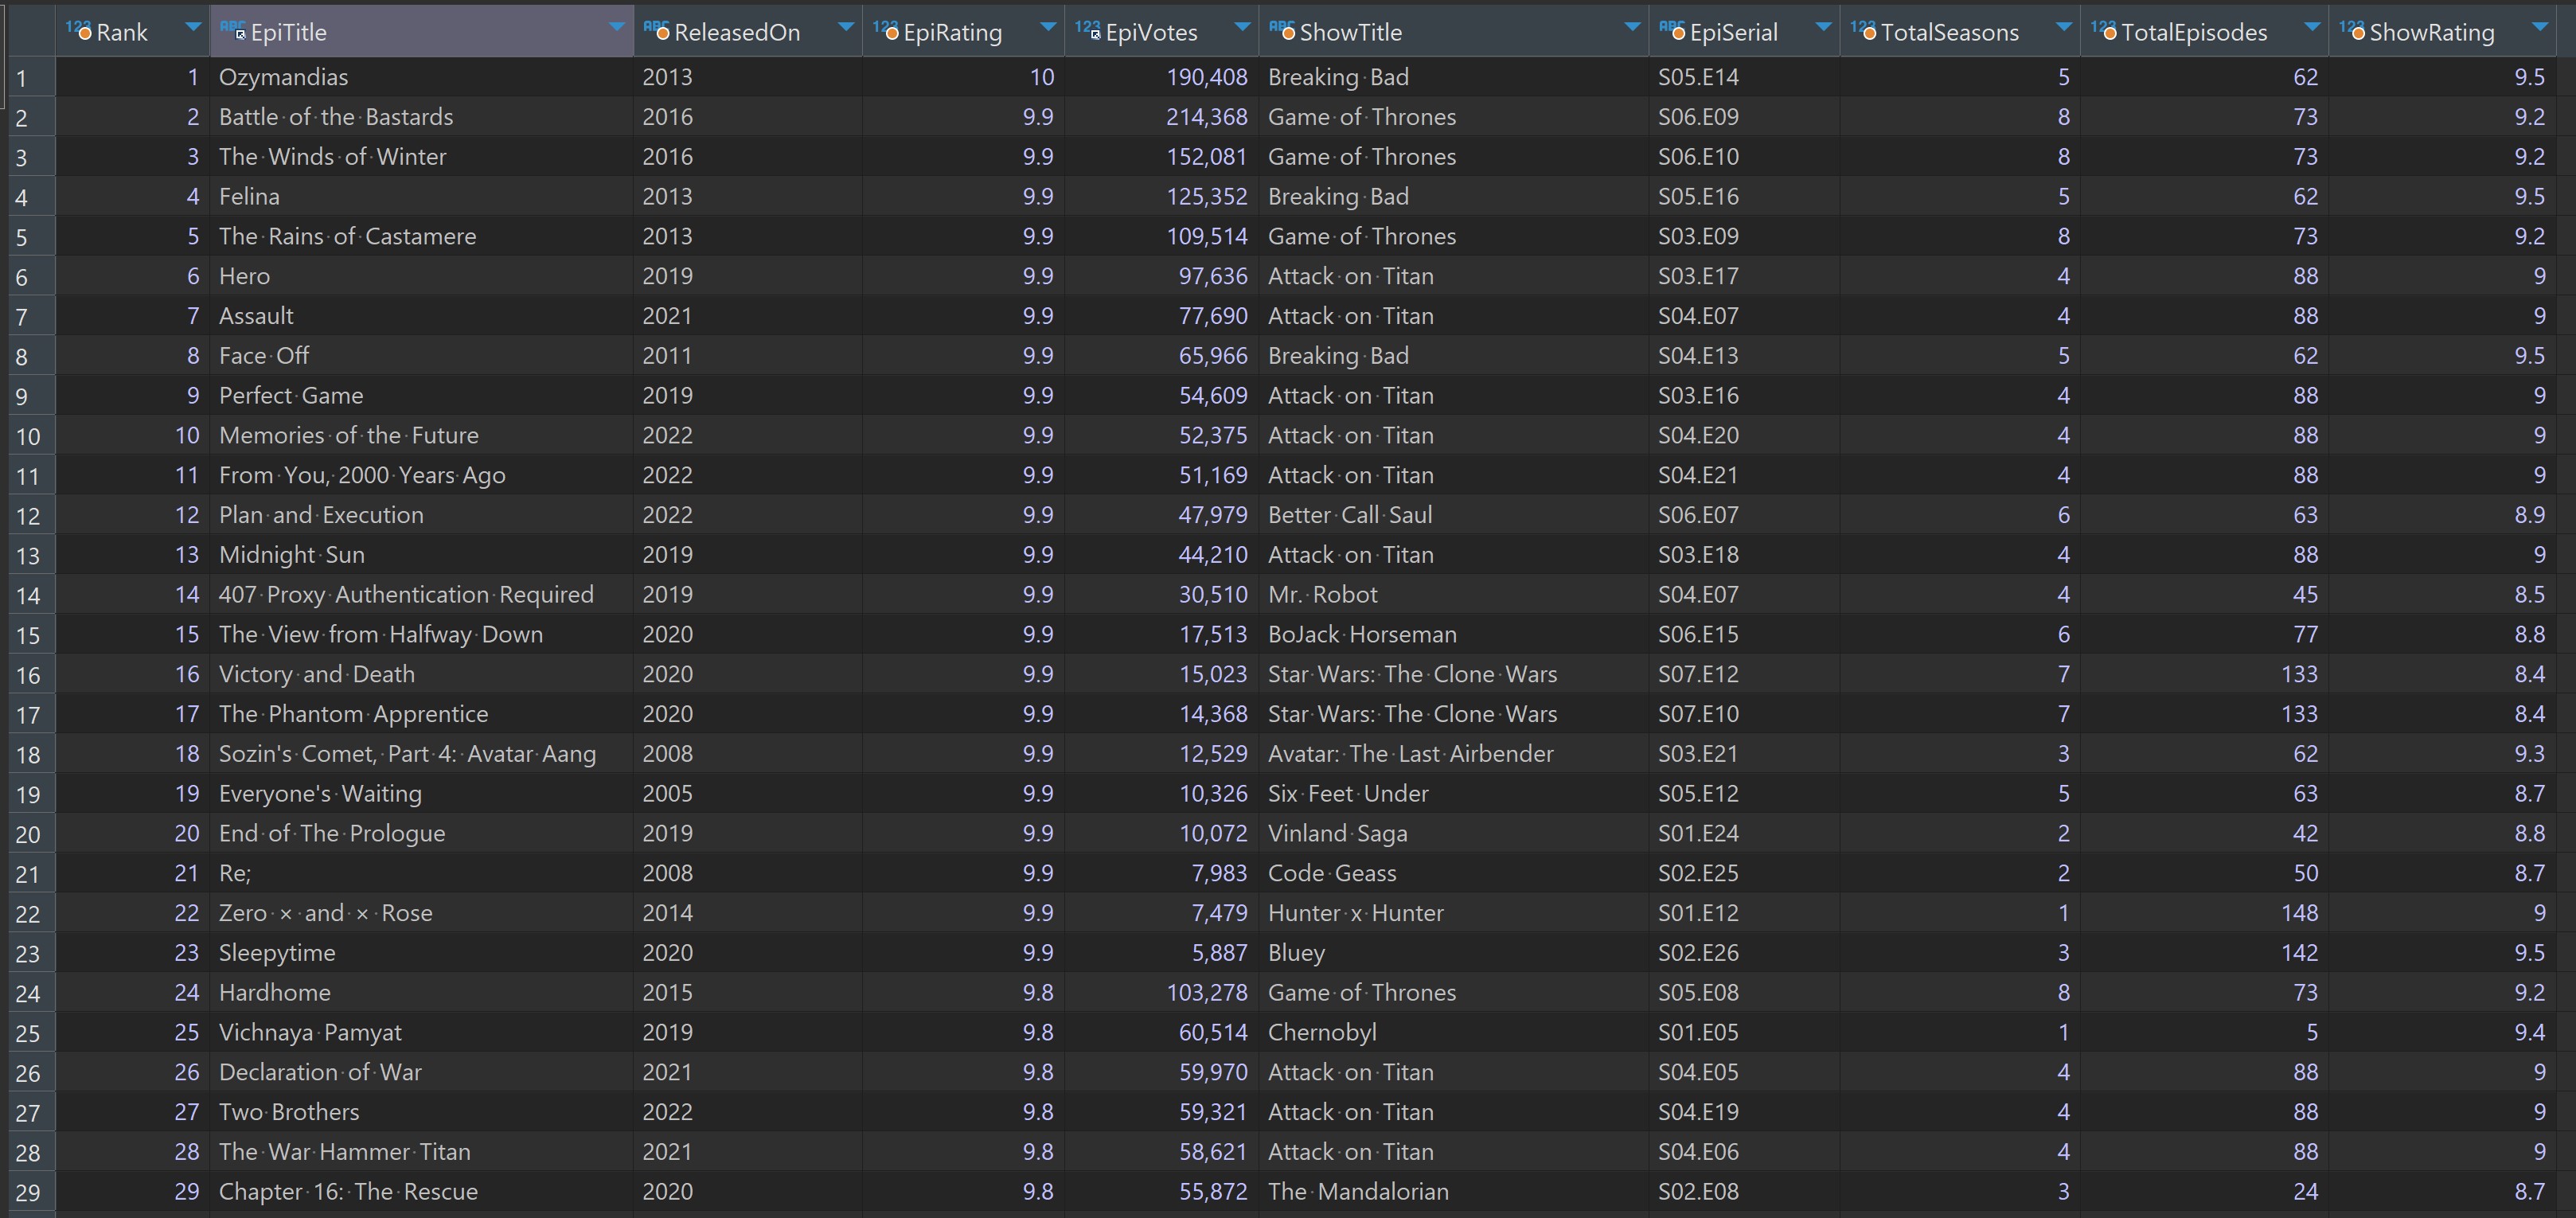 123 Rank ABC EpiTitle ABC ReleasedOn 123 EpiRating 123 EpiVotes ABC ShowTitle ABC EpiSerial 123 TotalSeasons 123 TotalEpisodes 123 ShowRating
1 1 Ozymandias 2013 10 190,408 Breaking·Bad S05.E14 5 62 9.5
2 2 Battle·of·the·Bastards 2016 9.9 214,368 Game·of·Thrones S06.E09 8 73 9.2
3 3 The·Winds·of·Winter 2016 9.9 152,081 Game·of·Thrones S06.E10 8 73 9.2
4 4 Felina 2013 9.9 125,352 Breaking·Bad S05.E16 5 62 9.5
5 5 The·Rains·of·Castamere 2013 9.9 109,514 Game·of·Thrones S03.E09 8 73 9.2
6 6 Hero 2019 9.9 97,636 Attack·on·Titan S03.E17 4 88 9
7 7 Assault 2021 9.9 77,690 Attack·on·Titan S04.E07 4 88 9
8 8 Face·Off 2011 9.9 65,966 Breaking·Bad S04.E13 5 62 9.5
9 9 Perfect·Game 2019 9.9 54,609 Attack·on·Titan S03.E16 4 88 9
10 10 Memories·of·the·Future 2022 9.9 52,375 Attack·on·Titan S04.E20 4 88 9
11 11 From·You,·2000·Years·Ago 2022 9.9 51,169 Attack·on·Titan S04.E21 4 88 9
12 12 Plan·and·Execution 2022 9.9 47,979 Better·Call·Saul S06.E07 6 63 8.9
13 13 Midnight·Sun 2019 9.9 44,210 Attack·on·Titan S03.E18 4 88 9
14 14 407·Proxy·Authentication·Required 2019 9.9 30,510 Mr.·Robot S04.E07 4 45 8.5
15 15 The·View·from·Halfway·Down 2020 9.9 17,513 BoJack·Horseman S06.E15 6 77 8.8
16 16 Victory·and·Death 2020 9.9 15,023 Star·Wars:·The·Clone·Wars S07.E12 7 133 8.4
17 17 The·Phantom·Apprentice 2020 9.9 14,368 Star·Wars:·The·Clone·Wars S07.E10 7 133 8.4
18 18 Sozin's·Comet,·Part·4:·Avatar·Aang 2008 9.9 12,529 Avatar:·The·Last·Airbender S03.E21 3 62 9.3
19 19 Everyone's·Waiting 2005 9.9 10,326 Six·Feet·Under S05.E12 5 63 8.7
20 20 End·of·The·Prologue 2019 9.9 10,072 Vinland·Saga S01.E24 2 42 8.8
21 21 Re; 2008 9.9 7,983 Code·Geass S02.E25 2 50 8.7
22 22 Zero·×·and·×·Rose 2014 9.9 7,479 Hunter·x·Hunter S01.E12 1 148 9
23 23 Sleepytime 2020 9.9 5,887 Bluey S02.E26 3 142 9.5
24 24 Hardhome 2015 9.8 103,278 Game·of·Thrones S05.E08 8 73 9.2
25 25 Vichnaya·Pamyat 2019 9.8 60,514 Chernobyl S01.E05 1 5 9.4
26 26 Declaration·of·War 2021 9.8 59,970 Attack·on·Titan S04.E05 4 88 9
27 27 Two·Brothers 2022 9.8 59,321 Attack·on·Titan S04.E19 4 88 9
28 28 The·War·Hammer·Titan 2021 9.8 58,621 Attack·on·Titan S04.E06 4 88 9
29 29 Chapter·16:·The·Rescue 2020 9.8 55,872 The·Mandalorian S02.E08 3 24 8.7